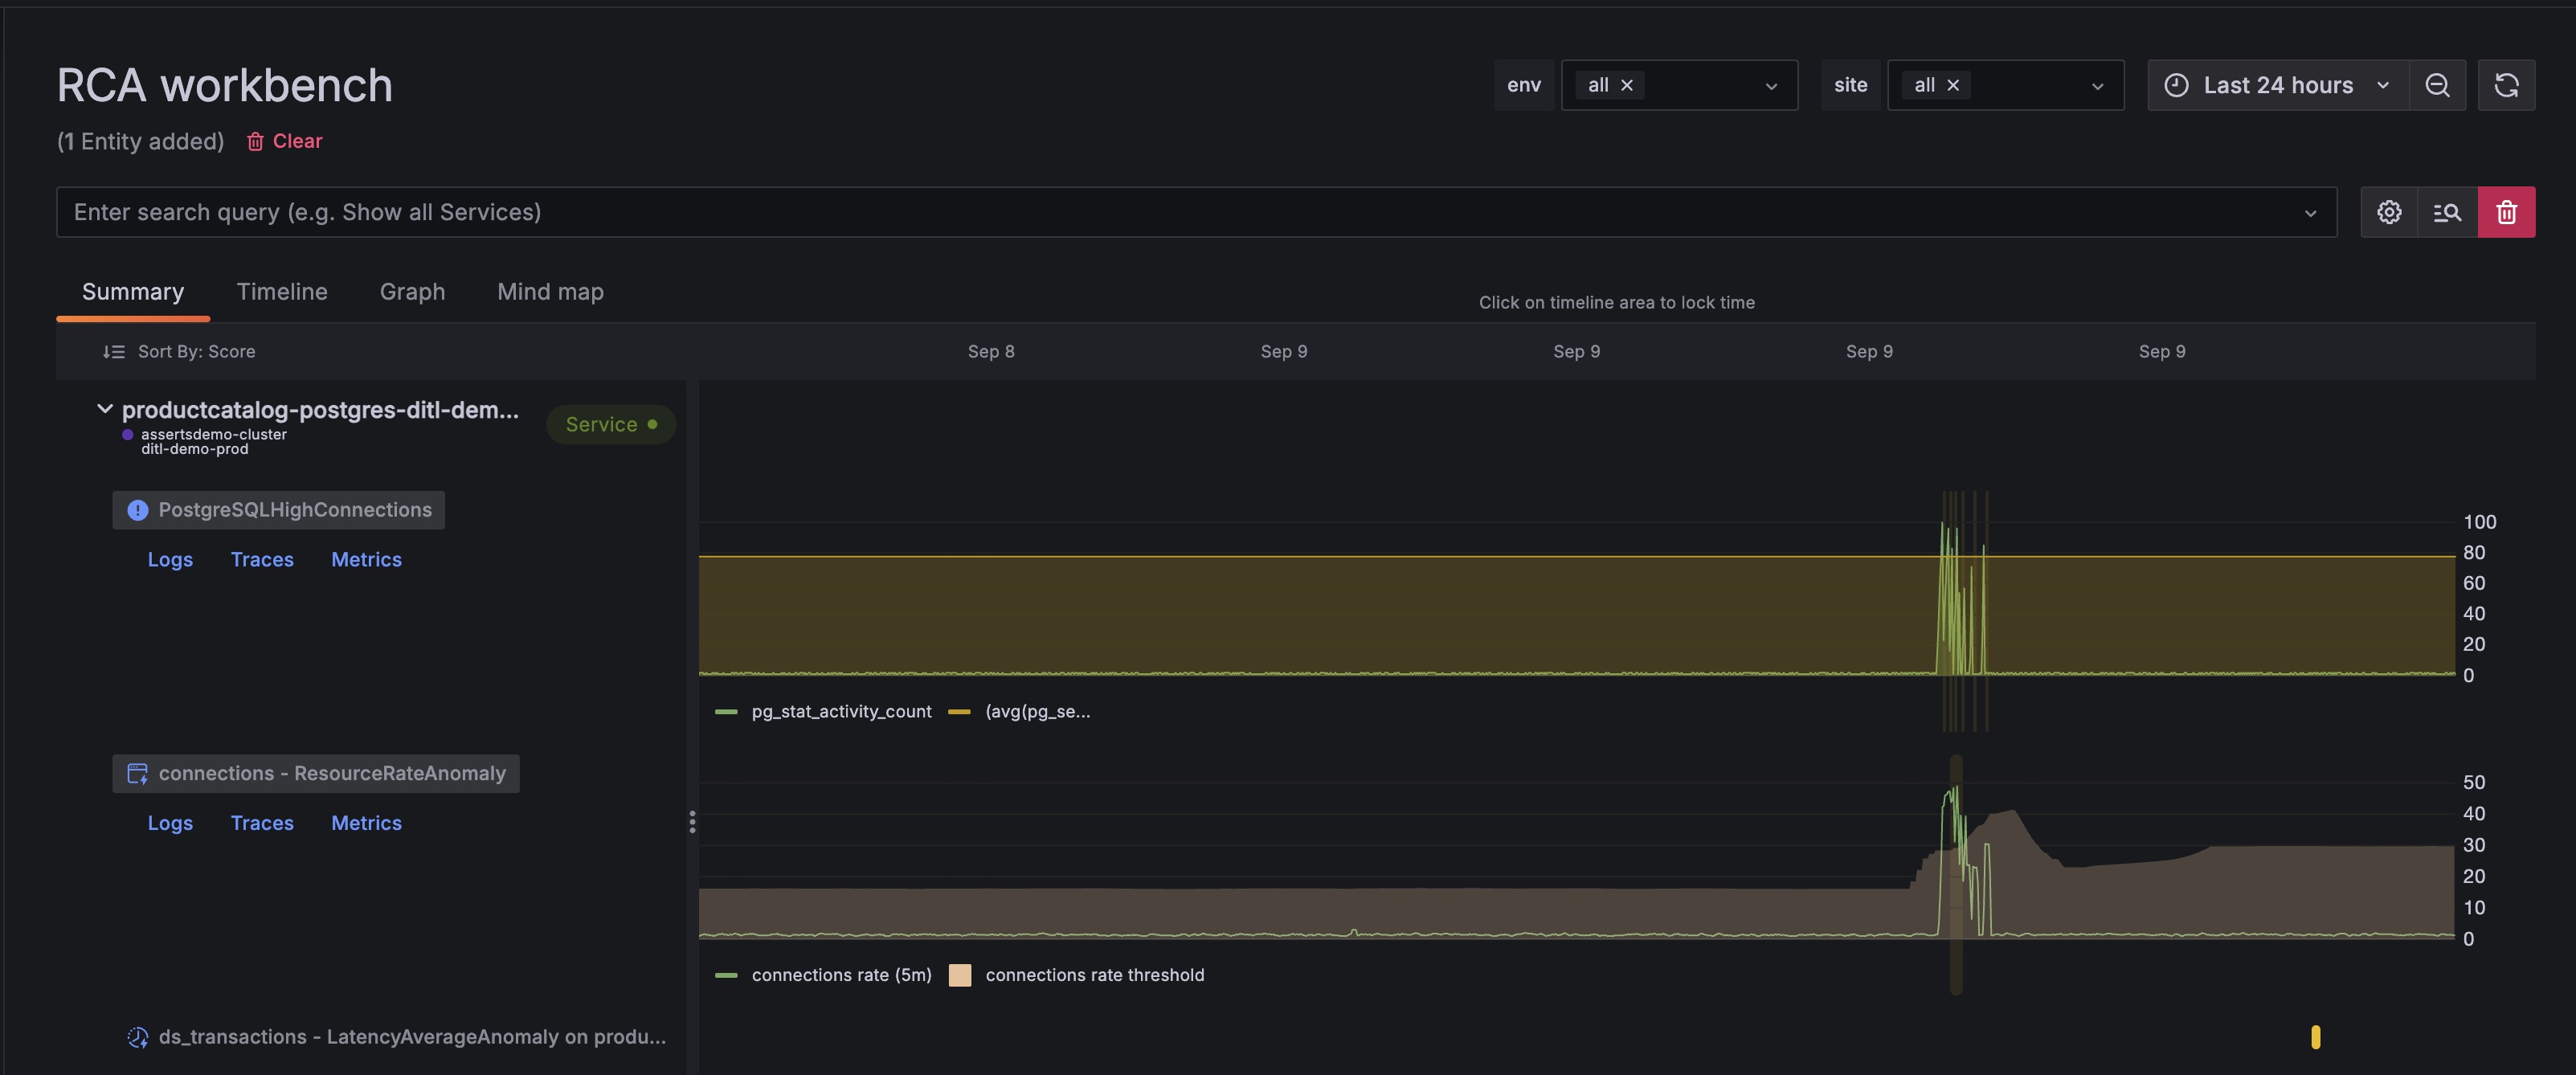 RCA workbench
(1 Entity added) Clear
env all site all Last 24 hours
Enter search query (e.g. Show all Services)
Summary Timeline Graph Mind map
Click on timeline area to lock time
Sort By: Score Sep 8 Sep 9 Sep 9 Sep 9 Sep 9
productcatalog-postgres-ditl-dem...
Service
assertsdemo-cluster
ditl-demo-prod
PostgreSQLHighConnections
Logs Traces Metrics
100
80
60
40
20
0
pg_stat_activity_count (avg(pg_se...
connections - ResourceRateAnomaly
Logs Traces Metrics
50
40
30
20
10
0
connections rate (5m) connections rate threshold
ds_transactions - LatencyAverageAnomaly on produ...